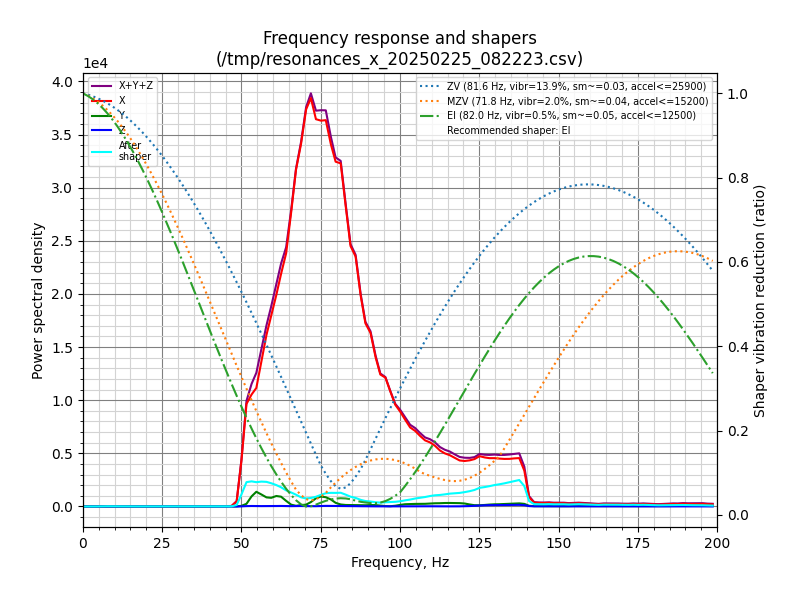 Frequency response and shapers
(/tmp/resonances_x_20250225_082223.csv)
1e4
X+Y+Z
X
Y
Z
After
shaper
ZV (81.6 Hz, vibr=13.9%, sm~=0.03, accel<=25900)
MZV (71.8 Hz, vibr=2.0%, sm~=0.04, accel<=15200)
EI (82.0 Hz, vibr=0.5%, sm~=0.05, accel<=12500)
Recommended shaper: EI
4.0
3.5
3.0
2.5
2.0
1.5
1.0
0.5
0.0
Power spectral density
1.0
0.8
0.6
0.4
0.2
0.0
Shaper vibration reduction (ratio)
0 25 50 75 100 125 150 175 200
Frequency, Hz